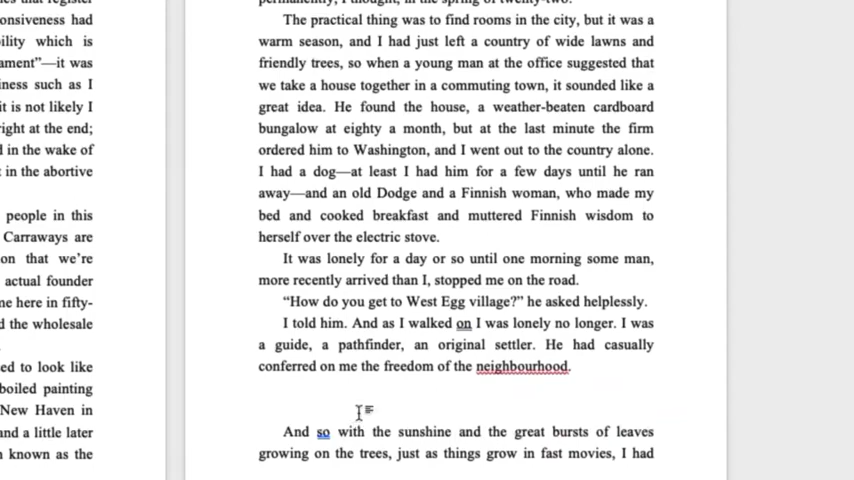 onsiveness had
bility which is
ament”—it was
iness such as I
it is not likely I
right at the end;
d in the wake of
t in the abortive
people in this
Carraways are
on that we’re
actual founder
me here in fifty-
d the wholesale
ed to look like
boiled painting
New Haven in
and a little later
n known as the
permanently, I thought, in the spring of twenty-two.
The practical thing was to find rooms in the city, but it was a
warm season, and I had just left a country of wide lawns and
friendly trees, so when a young man at the office suggested that
we take a house together in a commuting town, it sounded like a
great idea. He found the house, a weather-beaten cardboard
bungalow at eighty a month, but at the last minute the firm
ordered him to Washington, and I went out to the country alone.
I had a dog—at least I had him for a few days until he ran
away—and an old Dodge and a Finnish woman, who made my
bed and cooked breakfast and muttered Finnish wisdom to
herself over the electric stove.
It was lonely for a day or so until one morning some man,
more recently arrived than I, stopped me on the road.
“How do you get to West Egg village?” he asked helplessly.
I told him. And as I walked on I was lonely no longer. I was
a guide, a pathfinder, an original settler. He had casually
conferred on me the freedom of the neighbourhood.
And so with the sunshine and the great bursts of leaves
growing on the trees, just as things grow in fast movies, I had